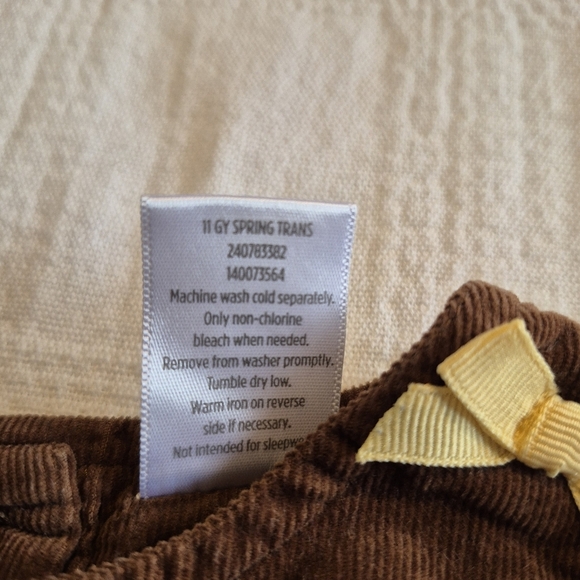 11 GY SPRING TRANS
240783382
140073564
Machine wash cold separately.
Only non-chlorine
bleach when needed.
Remove from washer promptly.
Tumble dry low.
Warm iron on reverse
side if necessary.
Not intended for